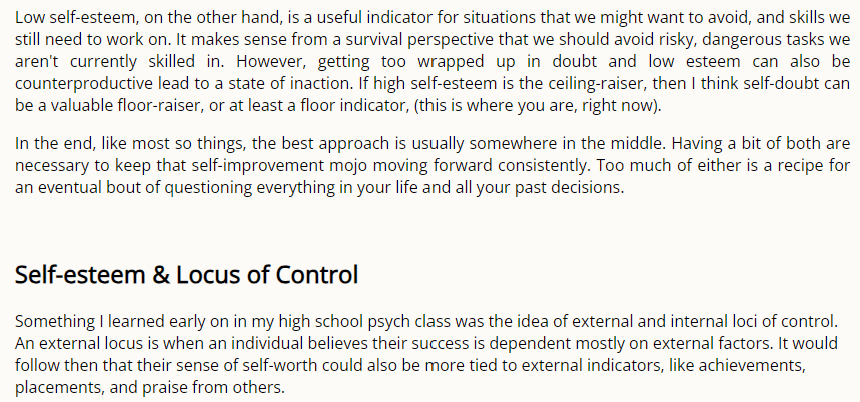 Low self-esteem, on the other hand, is a useful indicator for situations that we might want to avoid, and skills we
still need to work on. It makes sense from a survival perspective that we should avoid risky, dangerous tasks we
aren't currently skilled in. However, getting too wrapped up in doubt and low esteem can also be
counterproductive lead to a state of inaction. If high self-esteem is the ceiling-raiser, then I think self-doubt can
be a valuable floor-raiser, or at least a floor indicator, (this is where you are, right now).
In the end, like most so things, the best approach is usually somewhere in the middle. Having a bit of both are
necessary to keep that self-improvement mojo moving forward consistently. Too much of either is a recipe for
an eventual bout of questioning everything in your life and all your past decisions.
Self-esteem & Locus of Control
Something I learned early on in my high school psych class was the idea of external and internal loci of control.
An external locus is when an individual believes their success is dependent mostly on external factors. It would
follow then that their sense of self-worth could also be more tied to external indicators, like achievements,
placements, and praise from others.